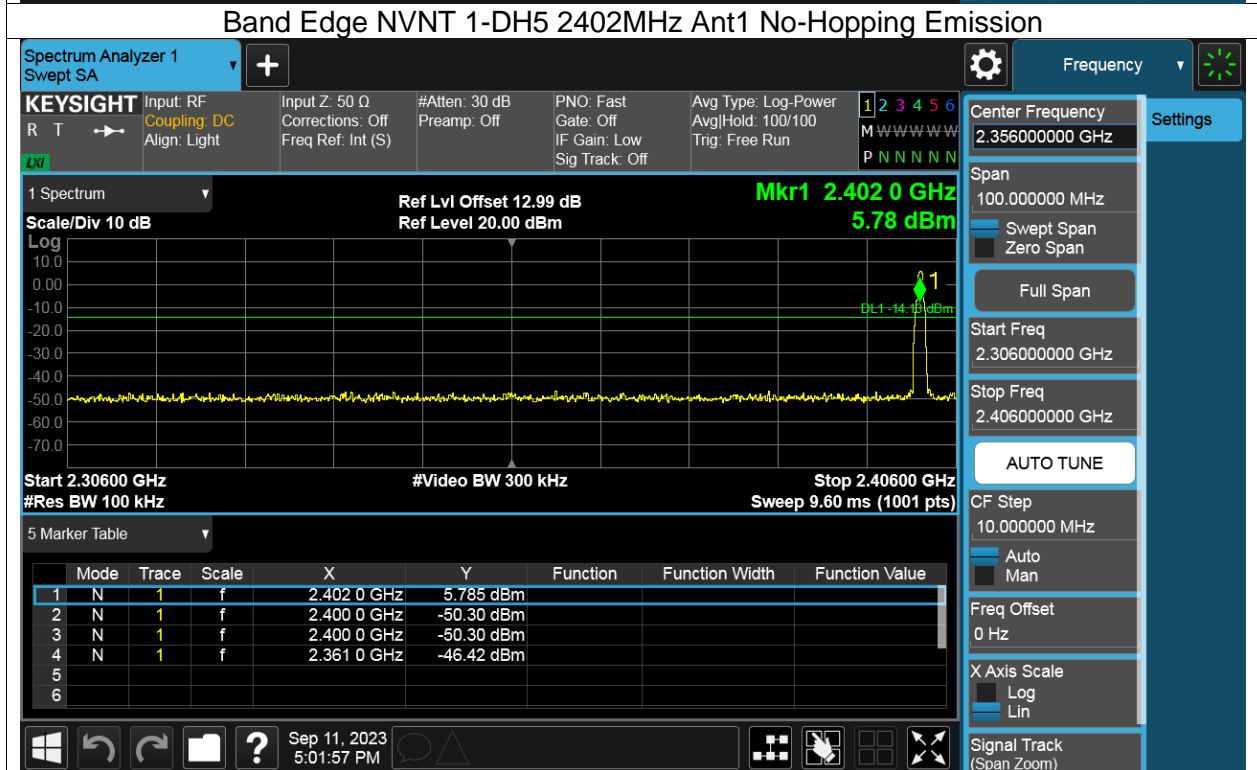 Band Edge NVNT 1-DH5 2402MHz Ant1 No-Hopping Emission
Spectrum Analyzer 1
Swept SA
Frequency
KEYSIGHT
R T
LXI
Input: RF
Coupling: DC
Align: Light
Input Z: 50 Ω
Corrections: Off
Freq Ref: Int (S)
#Atten: 30 dB
Preamp: Off
PNO: Fast
Gate: Off
IF Gain: Low
Sig Track: Off
Avg Type: Log-Power
Avg|Hold: 100/100
Trig: Free Run
1 2 3 4 5 6
M W W W W W
P N N N N N
1 Spectrum
Scale/Div 10 dB
Ref Lvl Offset 12.99 dB
Ref Level 20.00 dBm
Mkr1 2.402 0 GHz
5.78 dBm
Log
10.0
0.00
-10.0
-20.0
-30.0
-40.0
-50.0
-60.0
-70.0
1
DL1 -14.13 dBm
Start 2.30600 GHz
#Res BW 100 kHz
#Video BW 300 kHz
Stop 2.40600 GHz
Sweep 9.60 ms (1001 pts)
5 Marker Table
Mode Trace Scale X Y Function Function Width Function Value
1 N 1 f 2.402 0 GHz 5.785 dBm
2 N 1 f 2.400 0 GHz -50.30 dBm
3 N 1 f 2.400 0 GHz -50.30 dBm
4 N 1 f 2.361 0 GHz -46.42 dBm
5
6
Sep 11, 2023
5:01:57 PM
Center Frequency
2.356000000 GHz
Settings
Span
100.000000 MHz
Swept Span
Zero Span
Full Span
Start Freq
2.306000000 GHz
Stop Freq
2.406000000 GHz
AUTO TUNE
CF Step
10.000000 MHz
Auto
Man
Freq Offset
0 Hz
X Axis Scale
Log
Lin
Signal Track
(Span Zoom)